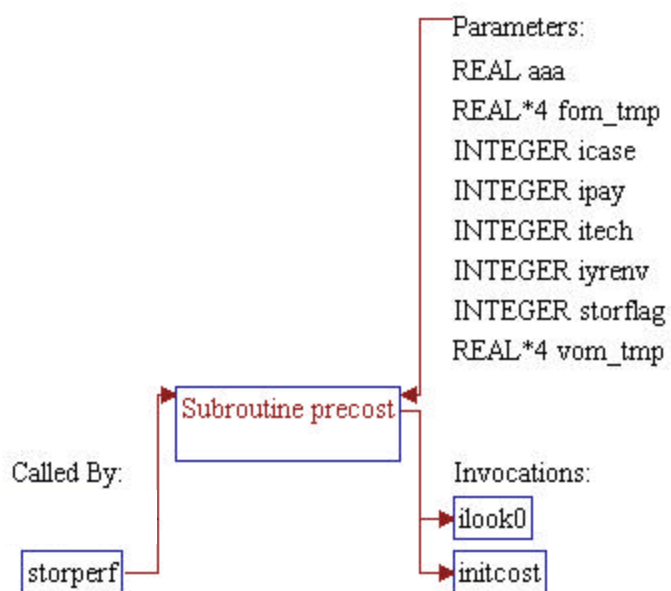 Parameters:
REAL aaa
REAL*4 fom_tmp
INTEGER icase
INTEGER ipay
INTEGER itech
INTEGER iyrenv
INTEGER storflag
REAL*4 vom_tmp
Subroutine precost
Called By:
storperf
Invocations:
ilook0
initcost